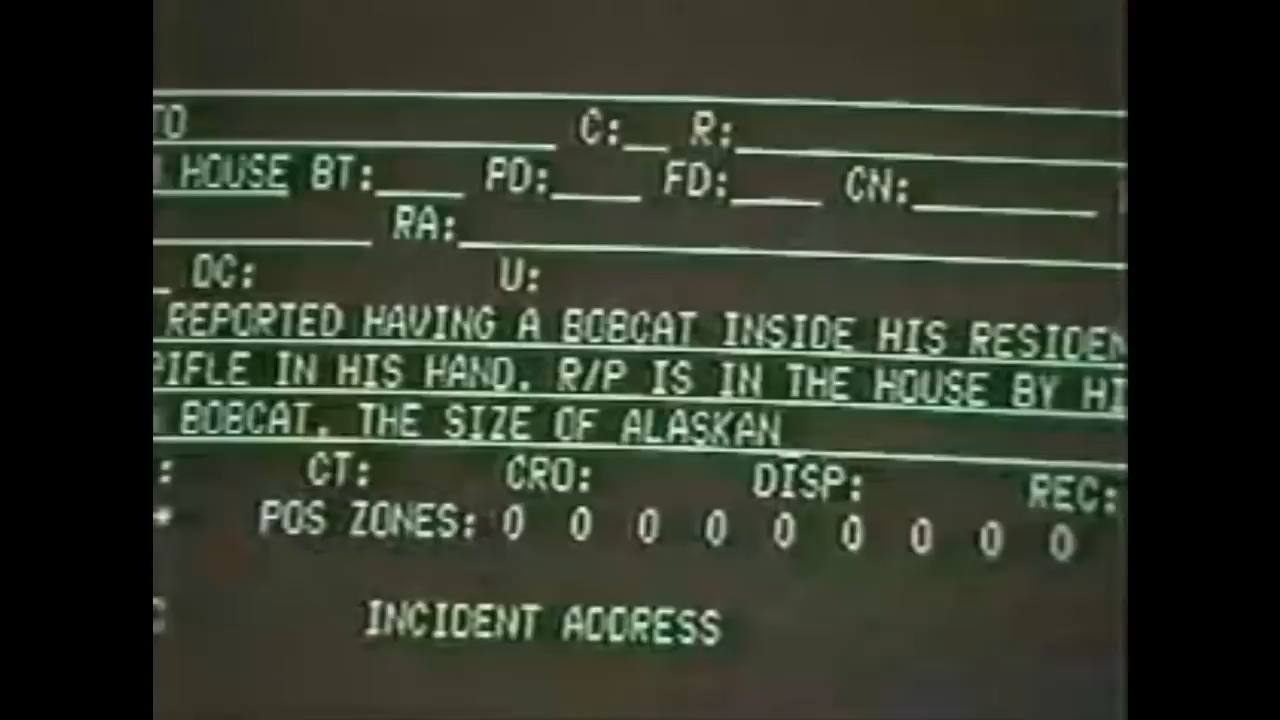 TO C: R:
HOUSE BT: PD: FD: CN:
RA:
OC: U:
REPORTED HAVING A BOBCAT INSIDE HIS RESIDEN
RIFLE IN HIS HAND. R/P IS IN THE HOUSE BY HI
BOBCAT. THE SIZE OF ALASKAN
: CT: CRO: DISP: REC:
* POS ZONES: 0 0 0 0 0 0 0 0 0
INCIDENT ADDRESS